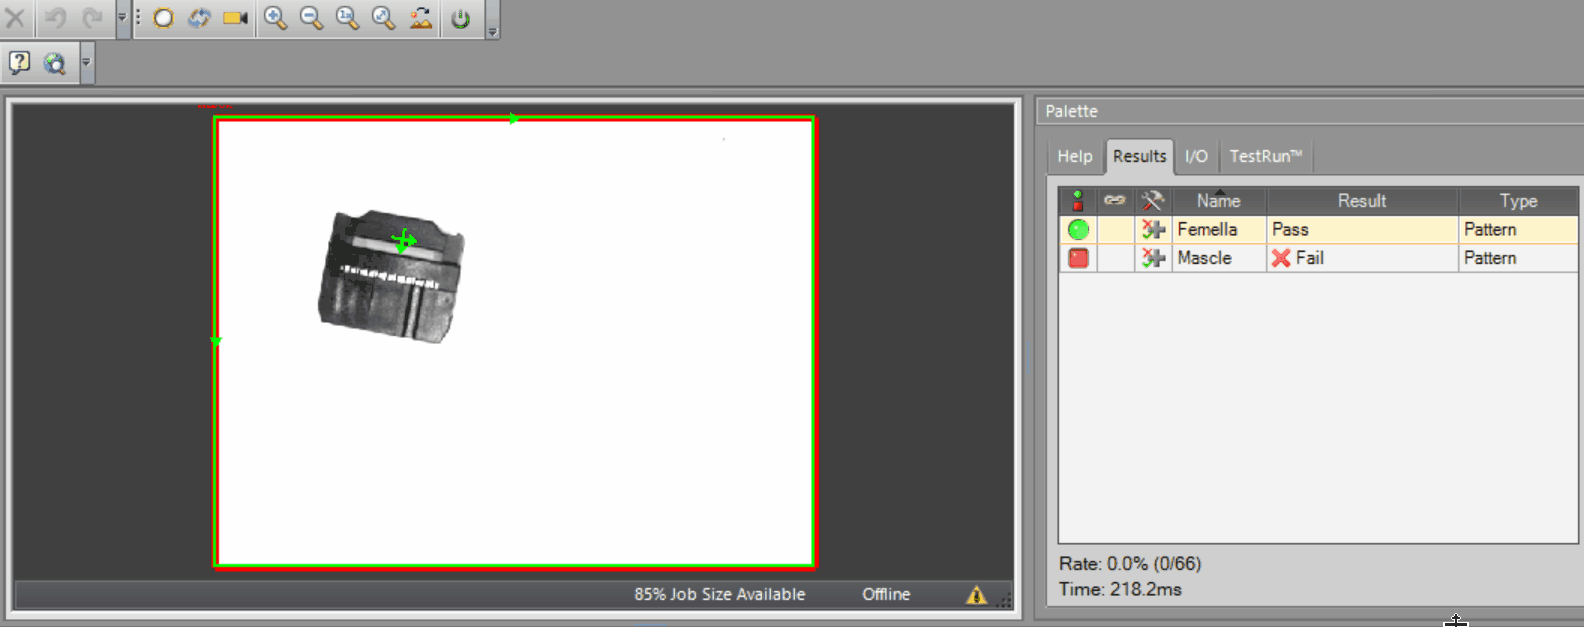 Palette
Help Results I/O TestRun™
Name Result Type
Femella Pass Pattern
Mascle Fail Pattern
Rate: 0.0% (0/66)
Time: 218.2ms
85% Job Size Available Offline